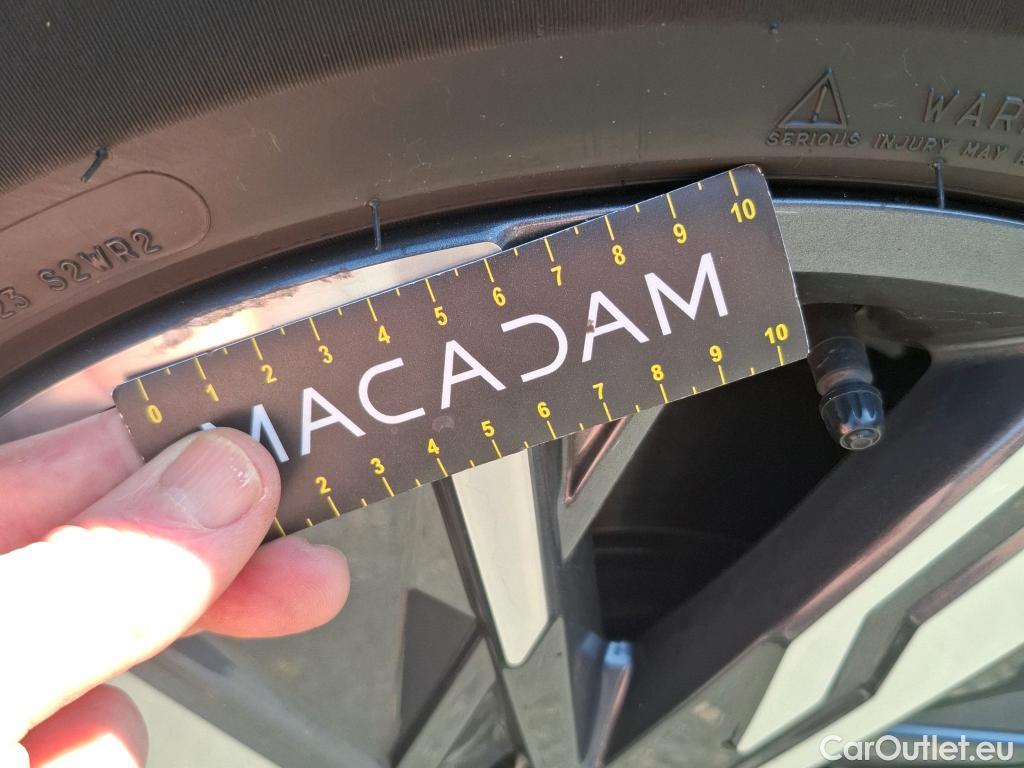 WAR
SERIOUS INJURY MAY
23 S2WR2
0 1 2 3 4 5 6 7 8 9 10
MACADAM
2 3 4 5 6 7 8 9 10
CarOutlet.eu